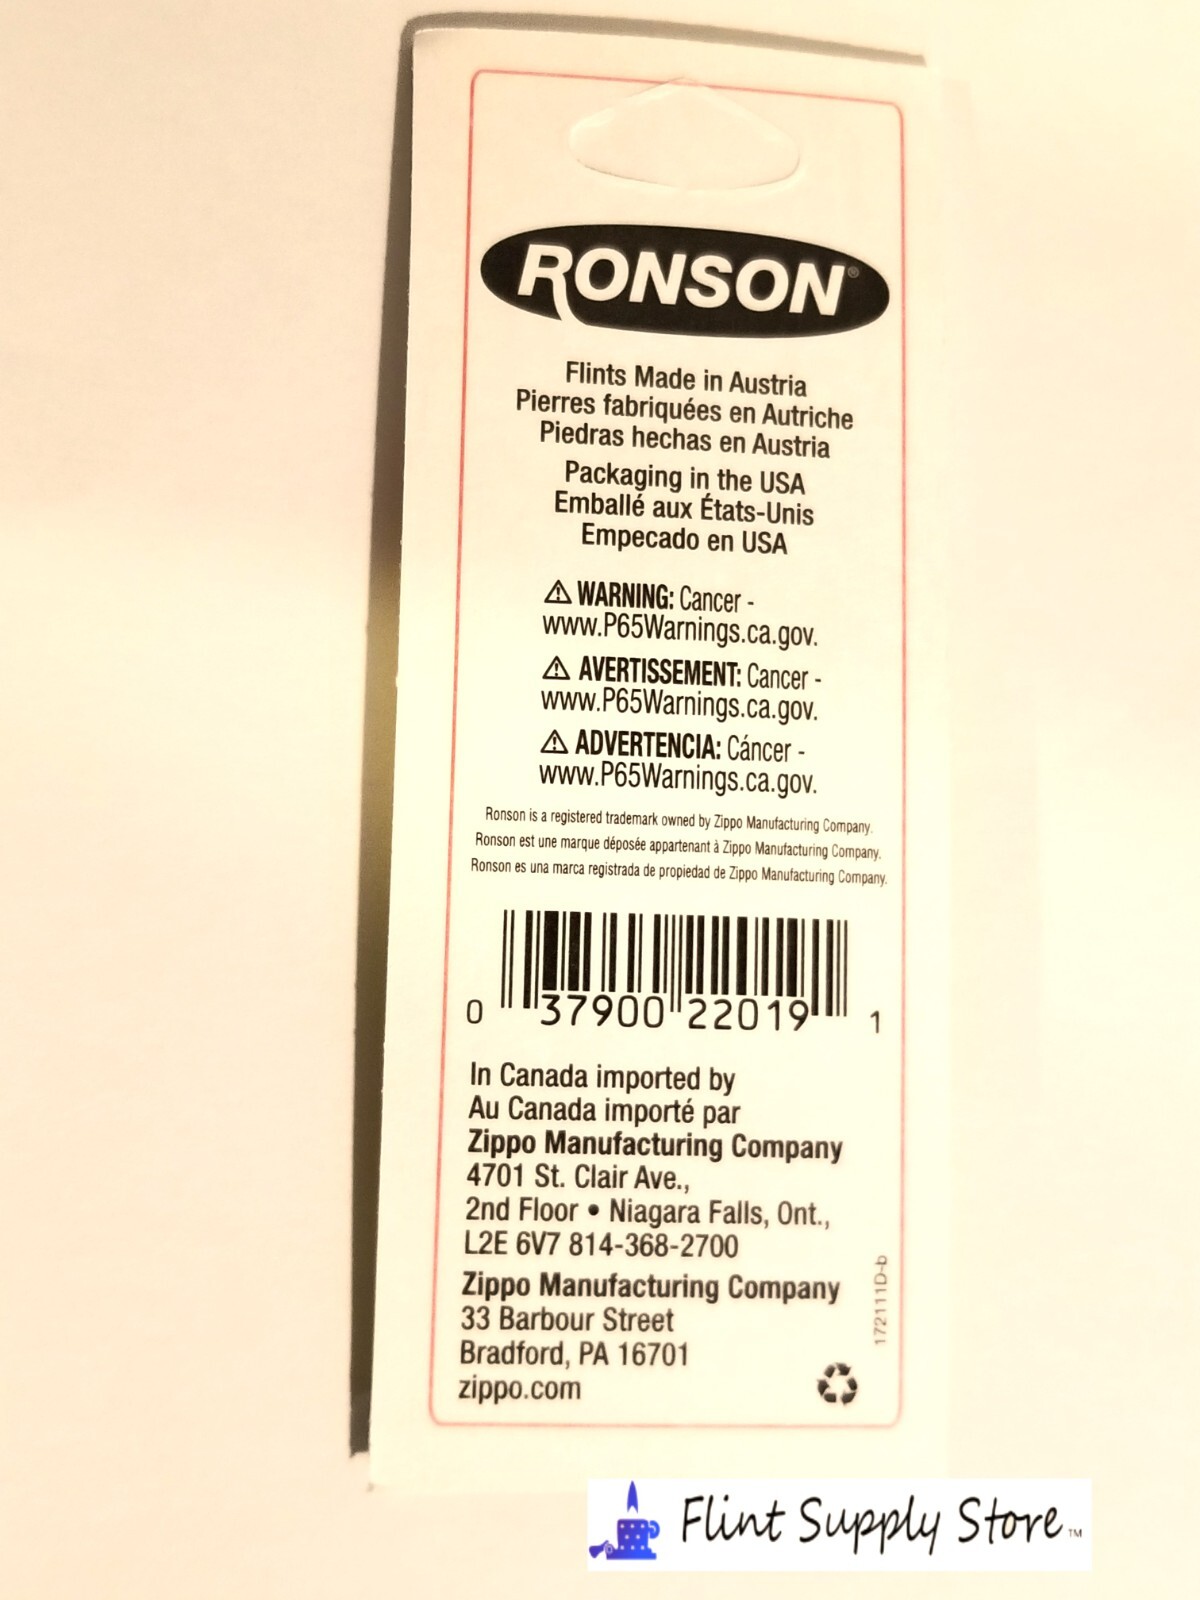 RONSON®
Flints Made in Austria
Pierres fabriquées en Autriche
Piedras hechas en Austria
Packaging in the USA
Emballé aux États-Unis
Empecado en USA
⚠ WARNING: Cancer -
www.P65Warnings.ca.gov.
⚠ AVERTISSEMENT: Cancer -
www.P65Warnings.ca.gov.
⚠ ADVERTENCIA: Cáncer -
www.P65Warnings.ca.gov.
Ronson is a registered trademark owned by Zippo Manufacturing Company.
Ronson est une marque déposée appartenant à Zippo Manufacturing Company.
Ronson es una marca registrada de propiedad de Zippo Manufacturing Company.
0 37900 22019 1
In Canada imported by
Au Canada importé par
Zippo Manufacturing Company
4701 St. Clair Ave.,
2nd Floor • Niagara Falls, Ont.,
L2E 6V7 814-368-2700
Zippo Manufacturing Company
33 Barbour Street
Bradford, PA 16701
zippo.com
172111D-b
Flint Supply Store™